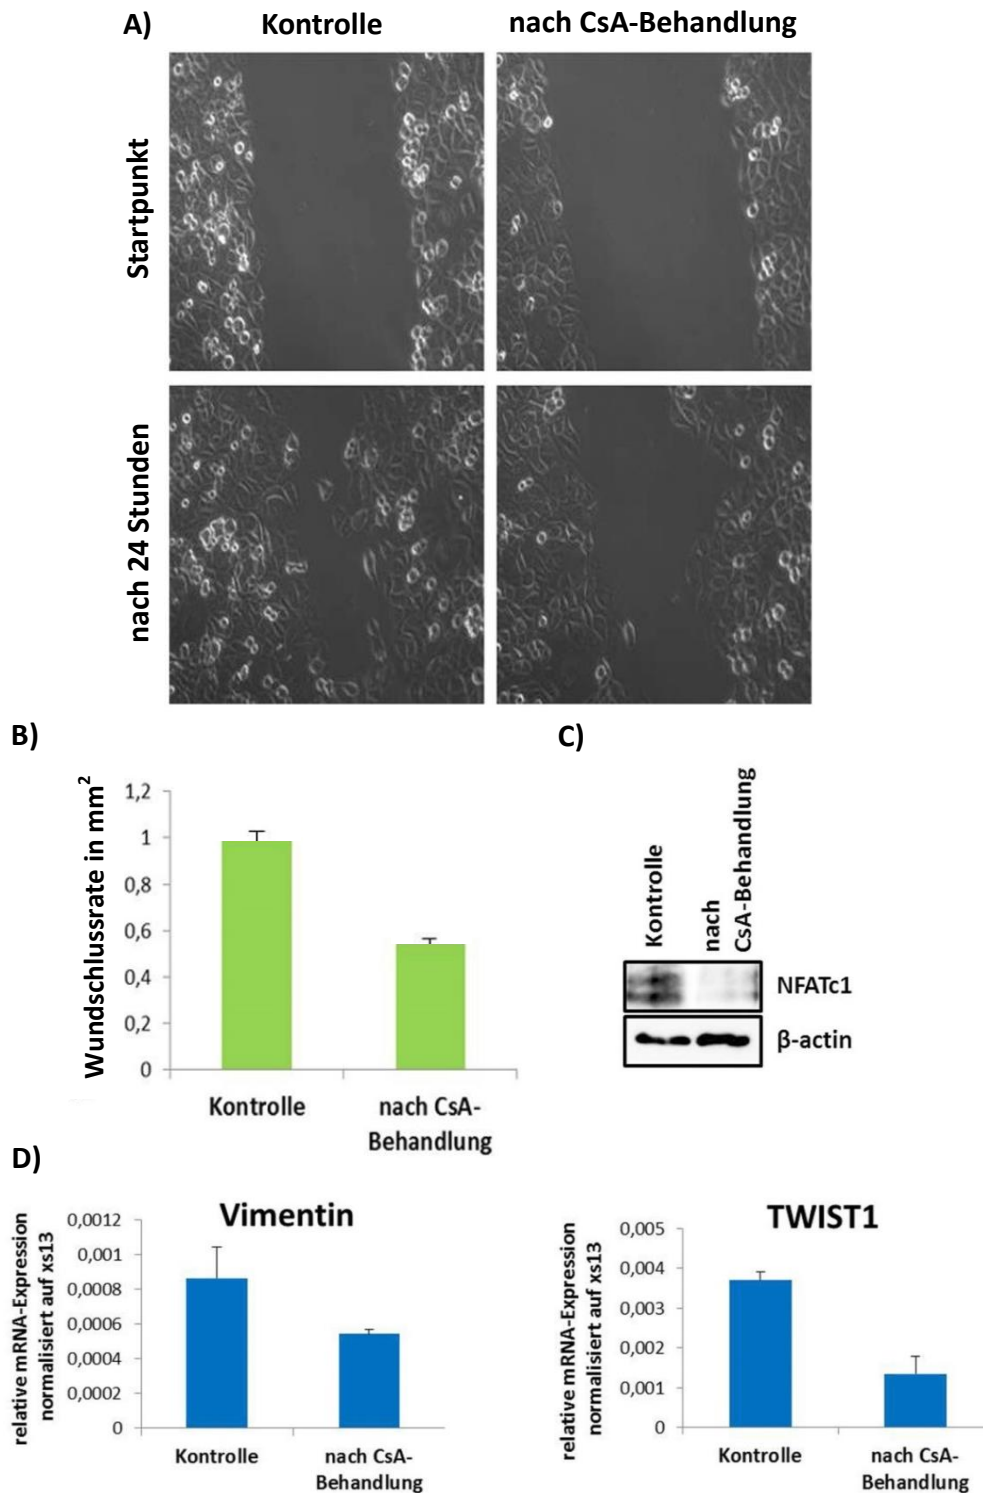 A)
Kontrolle
nach CsA-Behandlung
Startpunkt
nach 24 Stunden
B)
Wundschlussrate in mm²
1,2
1
0,8
0,6
0,4
0,2
0
Kontrolle
nach CsA-
Behandlung
C)
Kontrolle
nach
CsA-Behandlung
NFATc1
β-actin
D)
Vimentin
relative mRNA-Expression
normalisiert auf xs13
0,0012
0,001
0,0008
0,0006
0,0004
0,0002
0
Kontrolle
nach CsA-
Behandlung
TWIST1
relative mRNA-Expression
normalisiert auf xs13
0,005
0,004
0,003
0,002
0,001
0
Kontrolle
nach CsA-
Behandlung